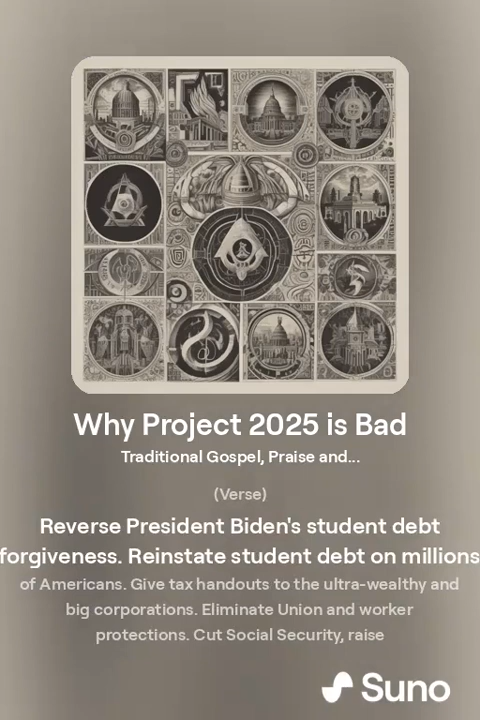 Why Project 2025 is Bad
Traditional Gospel, Praise and...
(Verse)
Reverse President Biden's student debt
forgiveness. Reinstate student debt on millions
of Americans. Give tax handouts to the ultra-wealthy and
big corporations. Eliminate Union and worker
protections. Cut Social Security, raise
Suno